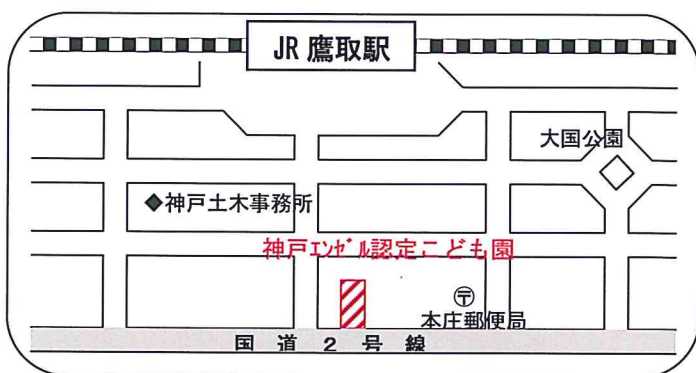 JR 鷹取駅
大国公園
◆神戸土木事務所
神戸エンゼル認定こども園
〒
本庄郵便局
国道2号線